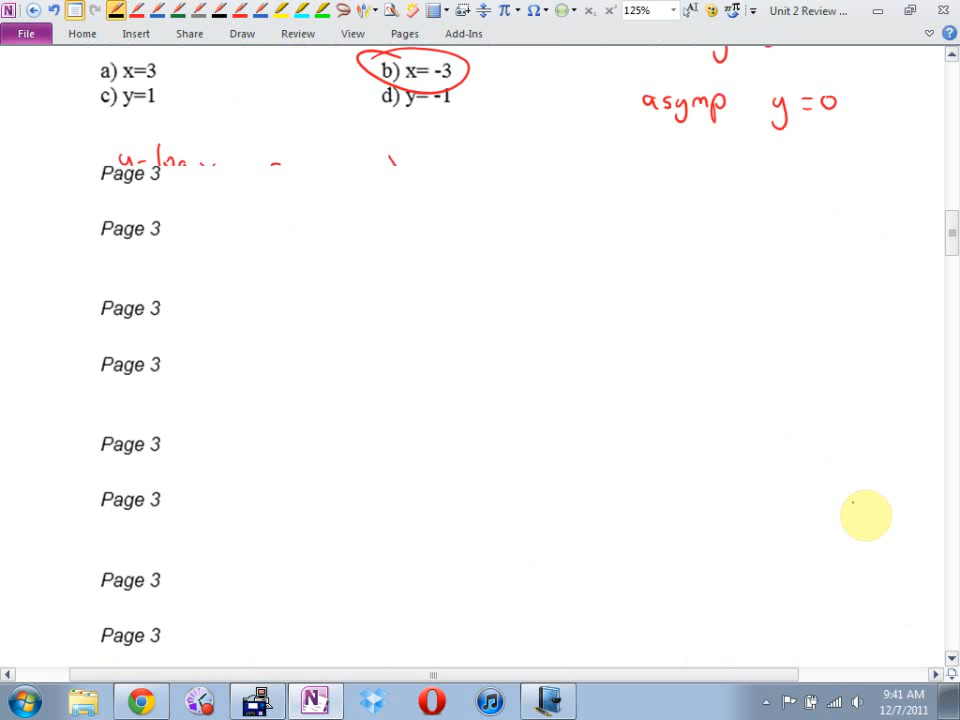 125%
Unit 2 Review ...
File Home Insert Share Draw Review View Pages Add-Ins
a) x=3 b) x= -3
c) y=1 d) y= -1
asymp y = 0
Page 3
Page 3
Page 3
Page 3
Page 3
Page 3
Page 3
Page 3
9:41 AM
12/7/2011